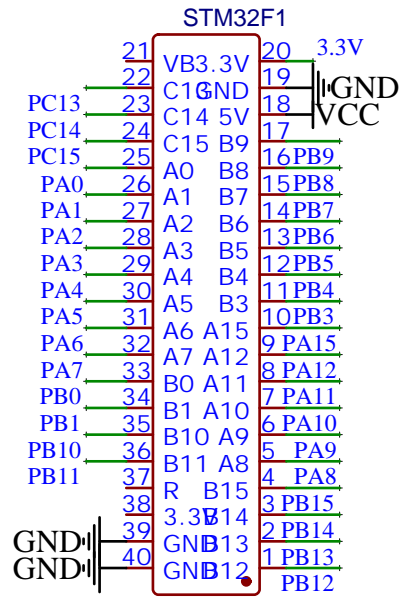 STM32F1
21 VB 3.3V 20 3.3V
22 C13 GND 19 GND
PC13 23 C14 5V 18 VCC
PC14 24 C15 B9 17
PC15 25 A0 B8 16 PB9
PA0 26 A1 B7 15 PB8
PA1 27 A2 B6 14 PB7
PA2 28 A3 B5 13 PB6
PA3 29 A4 B4 12 PB5
PA4 30 A5 B3 11 PB4
PA5 31 A6 A15 10 PB3
PA6 32 A7 A12 9 PA15
PA7 33 B0 A11 8 PA12
PB0 34 B1 A10 7 PA11
PB1 35 B10 A9 6 PA10
PB10 36 B11 A8 5 PA9
PB11 37 R B15 4 PA8
38 3.3V B14 3 PB15
GND 39 GND B13 2 PB14
GND 40 GND B12 1 PB13
PB12